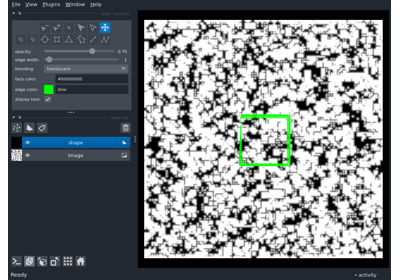 File View Plugins Window Help
opacity: 0.70
edge width: 1
blending: translucent
face color: #00000000
edge color: lime
display text: ✓
shape
Image
Ready
activity